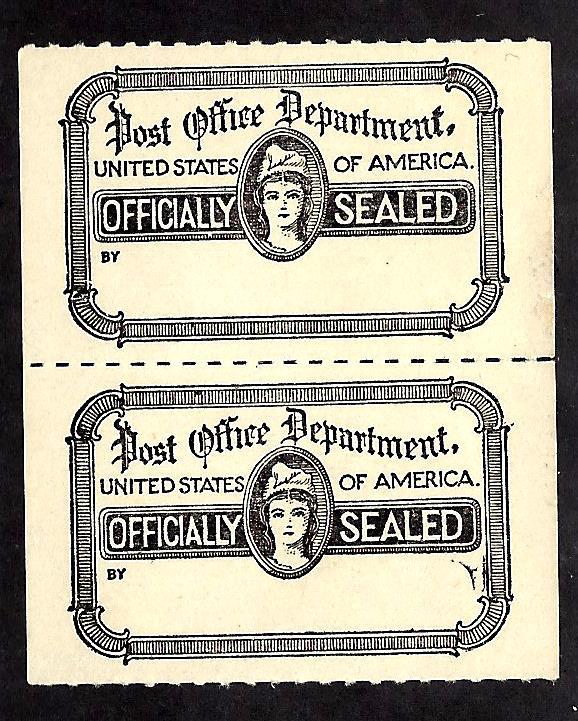 Post Office Department.
UNITED STATES OF AMERICA.
OFFICIALLY SEALED
BY
Post Office Department.
UNITED STATES OF AMERICA.
OFFICIALLY SEALED
BY